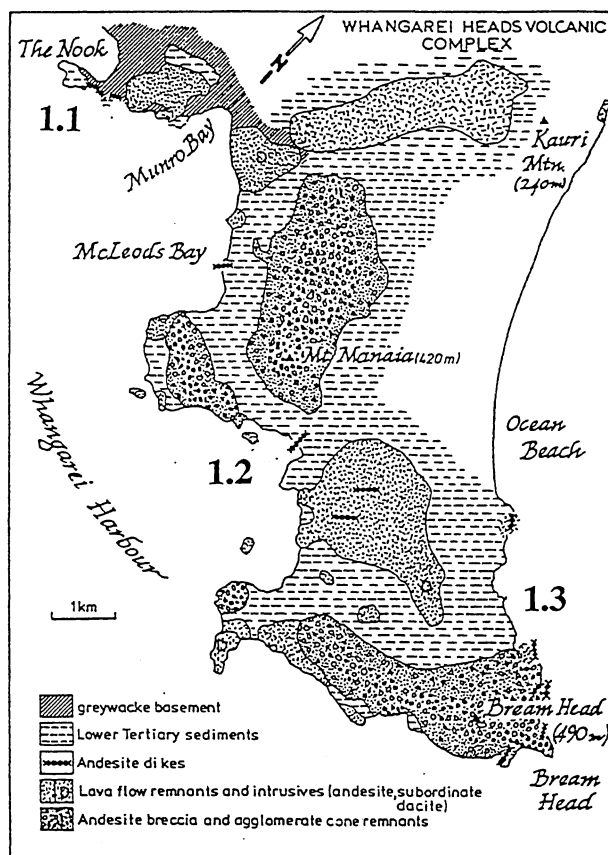 WHANGAREI HEADS VOLCANIC
COMPLEX
N
The Nook
1.1
Munro Bay
Kauri
Mtn.
(240m)
McLeods Bay
Mt. Manaia (420m)
Whangarei Harbour
1.2
Ocean
Beach
1.3
1km
Bream Head
(490m)
Bream
Head
greywacke basement
Lower Tertiary sediments
Andesite dikes
Lava flow remnants and intrusives (andesite, subordinate
dacite)
D
Andesite breccia and agglomerate cone remnants